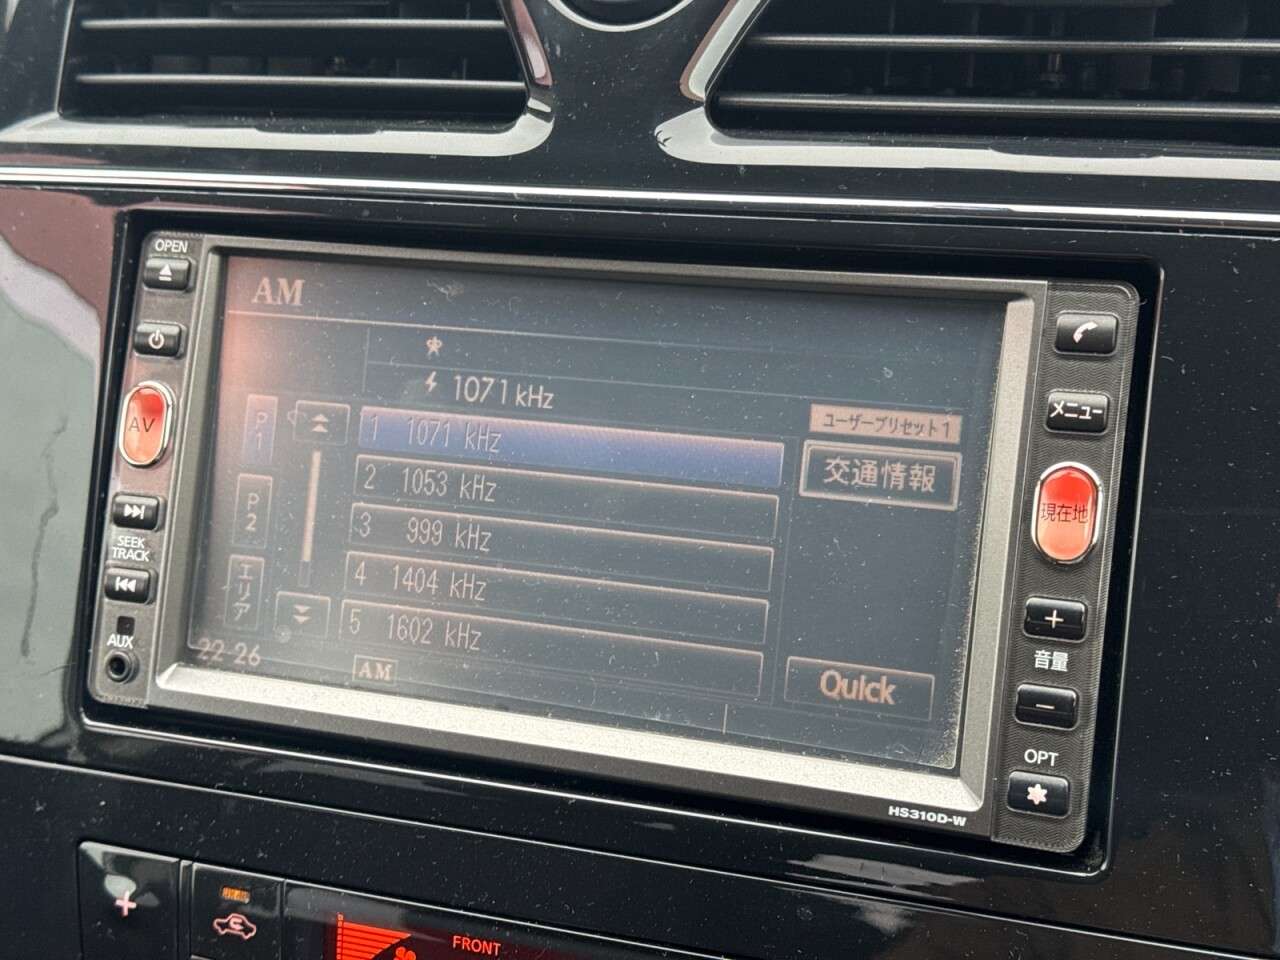 OPEN
AV
SEEK
TRACK
AUX
AM
1071 kHz
P1
P2
エリア
1 1071 kHz
2 1053 kHz
3 999 kHz
4 1404 kHz
5 1602 kHz
ユーザープリセット1
交通情報
Quick
22 26
AM
メニュー
現在地
+
音量
−
OPT
HS310D-W
+
FRONT